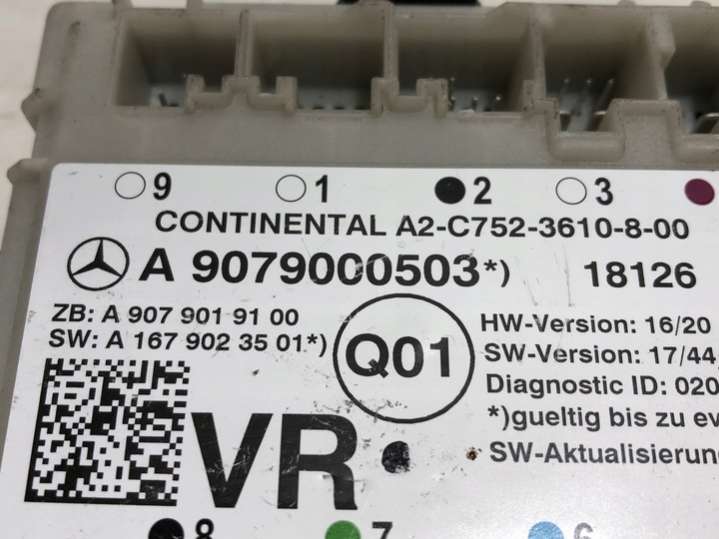 9 1 2 3
CONTINENTAL A2-C752-3610-8-00
A 9079000503*) 18126
ZB: A 907 901 91 00
SW: A 167 902 35 01*)
Q01
HW-Version: 16/20
SW-Version: 17/44,
Diagnostic ID: 020
*)gueltig bis zu ev
SW-Aktualisierun
VR
8 7 6